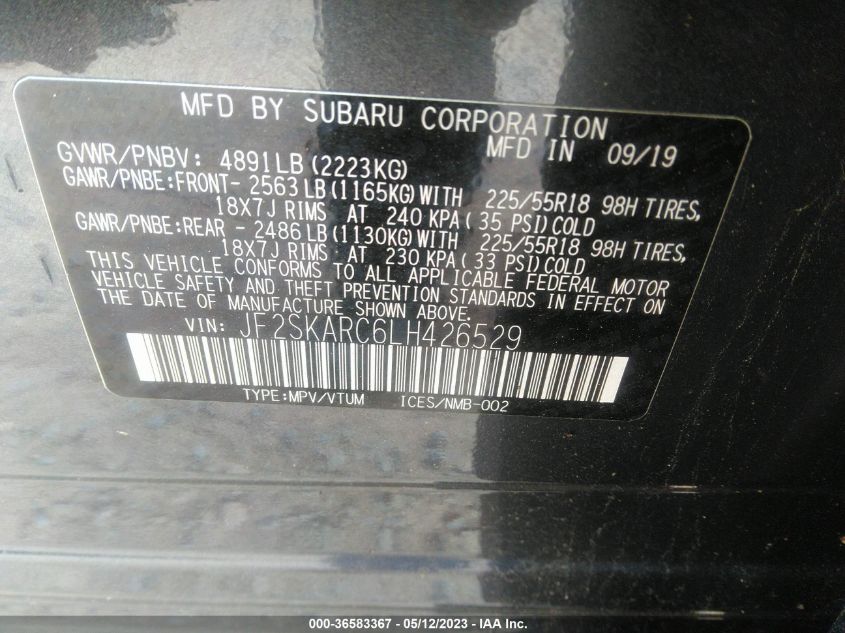 MFD BY SUBARU CORPORATION
GVWR/PNBV: 4891LB(2223KG) MFD IN 09/19
GAWR/PNBE:FRONT- 2563LB(1165KG)WITH 225/55R18 98H TIRES,
18X7J RIMS AT 240 KPA(35 PSI)COLD
GAWR/PNBE:REAR - 2486LB(1130KG)WITH 225/55R18 98H TIRES,
18X7J RIMS AT 230 KPA(33 PSI)COLD
THIS VEHICLE CONFORMS TO ALL APPLICABLE FEDERAL MOTOR
VEHICLE SAFETY AND THEFT PREVENTION STANDARDS IN EFFECT ON
THE DATE OF MANUFACTURE SHOWN ABOVE.
VIN: JF2SKARC6LH426529
TYPE:MPV/VTUM ICES/NMB-002
000-36583367 - 05/12/2023 - IAA Inc.